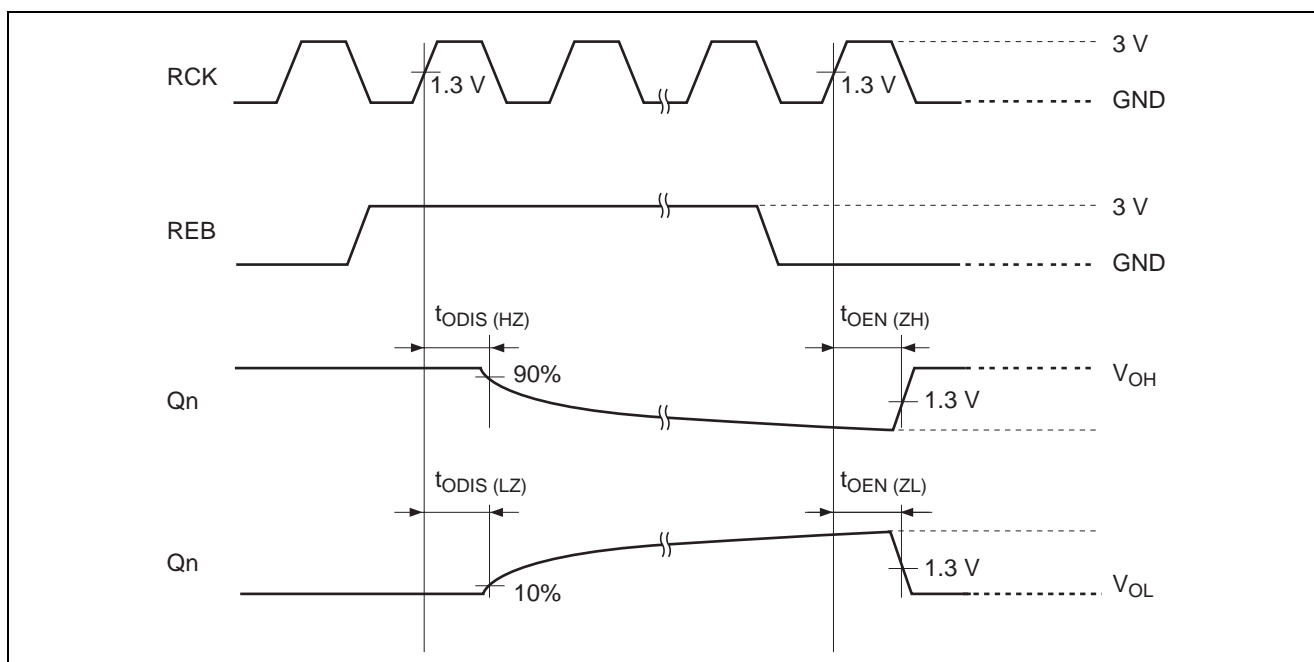 RCK
1.3 V
1.3 V
3 V
GND
REB
3 V
GND
tODIS (HZ)
tOEN (ZH)
Qn
90%
1.3 V
VOH
tODIS (LZ)
tOEN (ZL)
Qn
10%
1.3 V
VOL